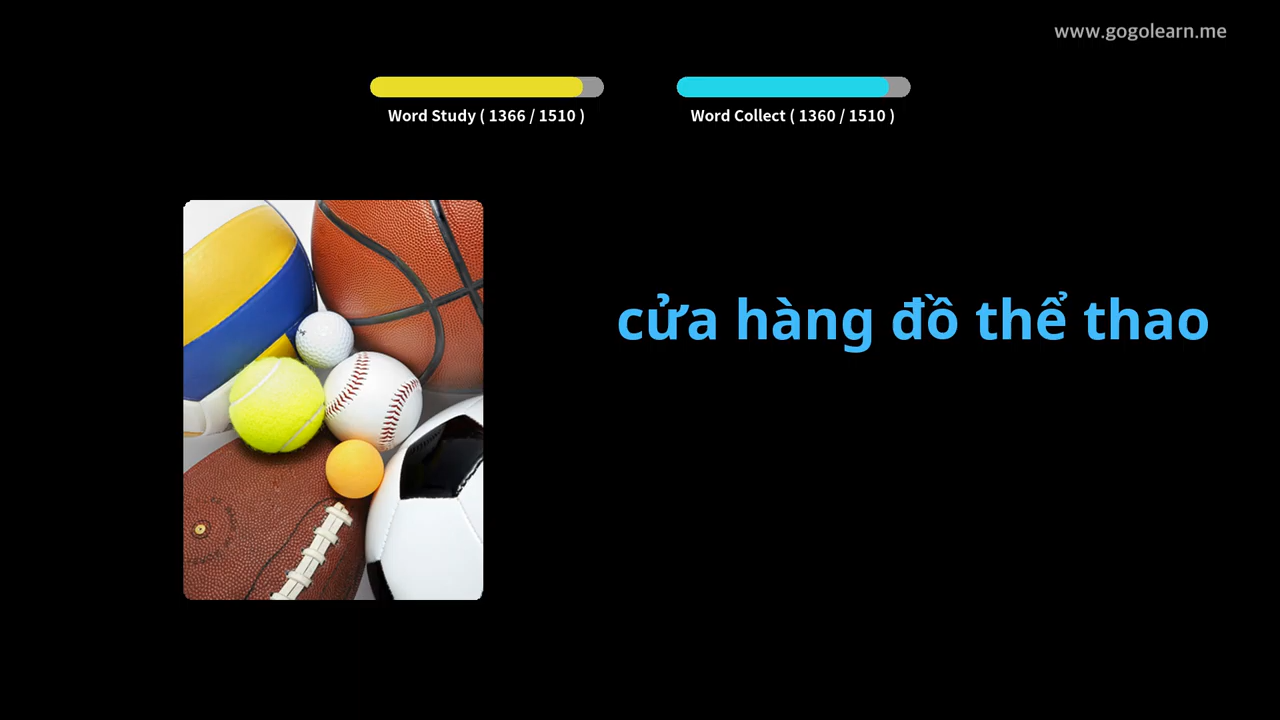 www.gogolearn.me
Word Study ( 1366 / 1510 )
Word Collect ( 1360 / 1510 )
cửa hàng đồ thể thao